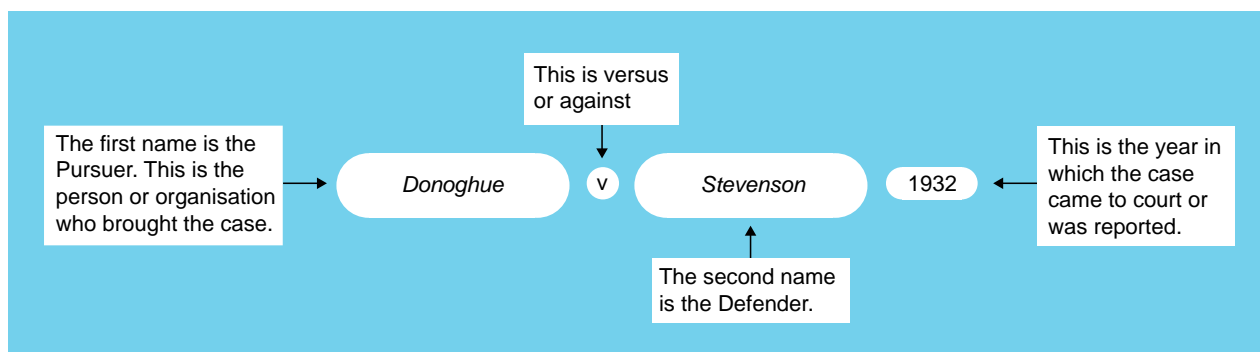 This is versus
or against
The first name is the
Pursuer. This is the
person or organisation
who brought the case.
Donoghue
v
Stevenson
1932
This is the year in
which the case
came to court or
was reported.
The second name
is the Defender.